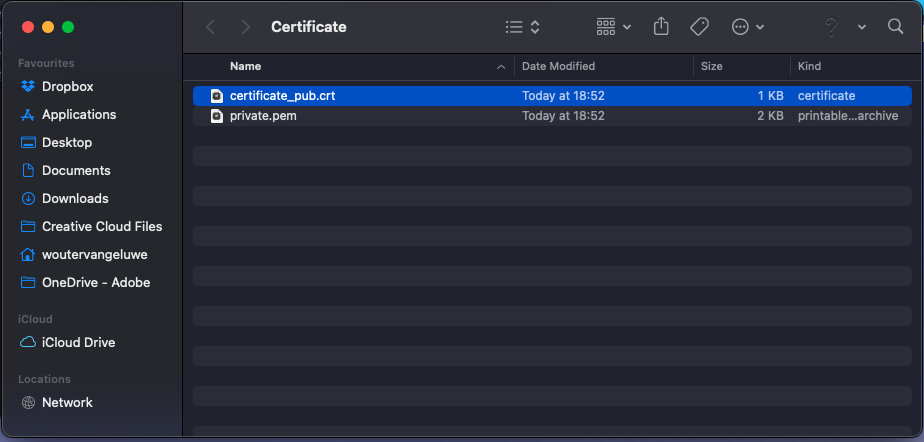 Certificate
Favourites
Dropbox
Applications
Desktop
Documents
Downloads
Creative Cloud Files
woutervangeluwe
OneDrive - Adobe
iCloud
iCloud Drive
Locations
Network
Name Date Modified Size Kind
certificate_pub.crt Today at 18:52 1 KB certificate
private.pem Today at 18:52 2 KB printable...archive